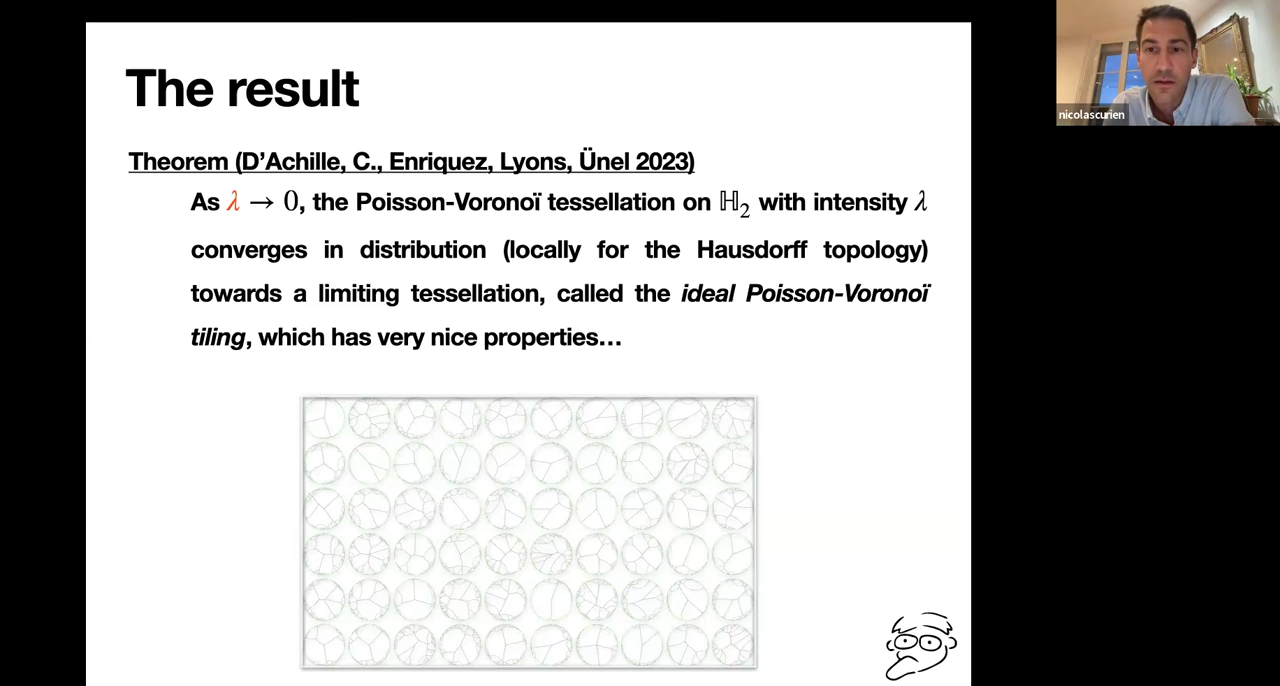 The result
Theorem (D’Achille, C., Enriquez, Lyons, Ünel 2023)
As λ → 0, the Poisson-Voronoï tessellation on ℍ₂ with intensity λ
converges in distribution (locally for the Hausdorff topology)
towards a limiting tessellation, called the ideal Poisson-Voronoï
tiling, which has very nice properties…
nicolascurien